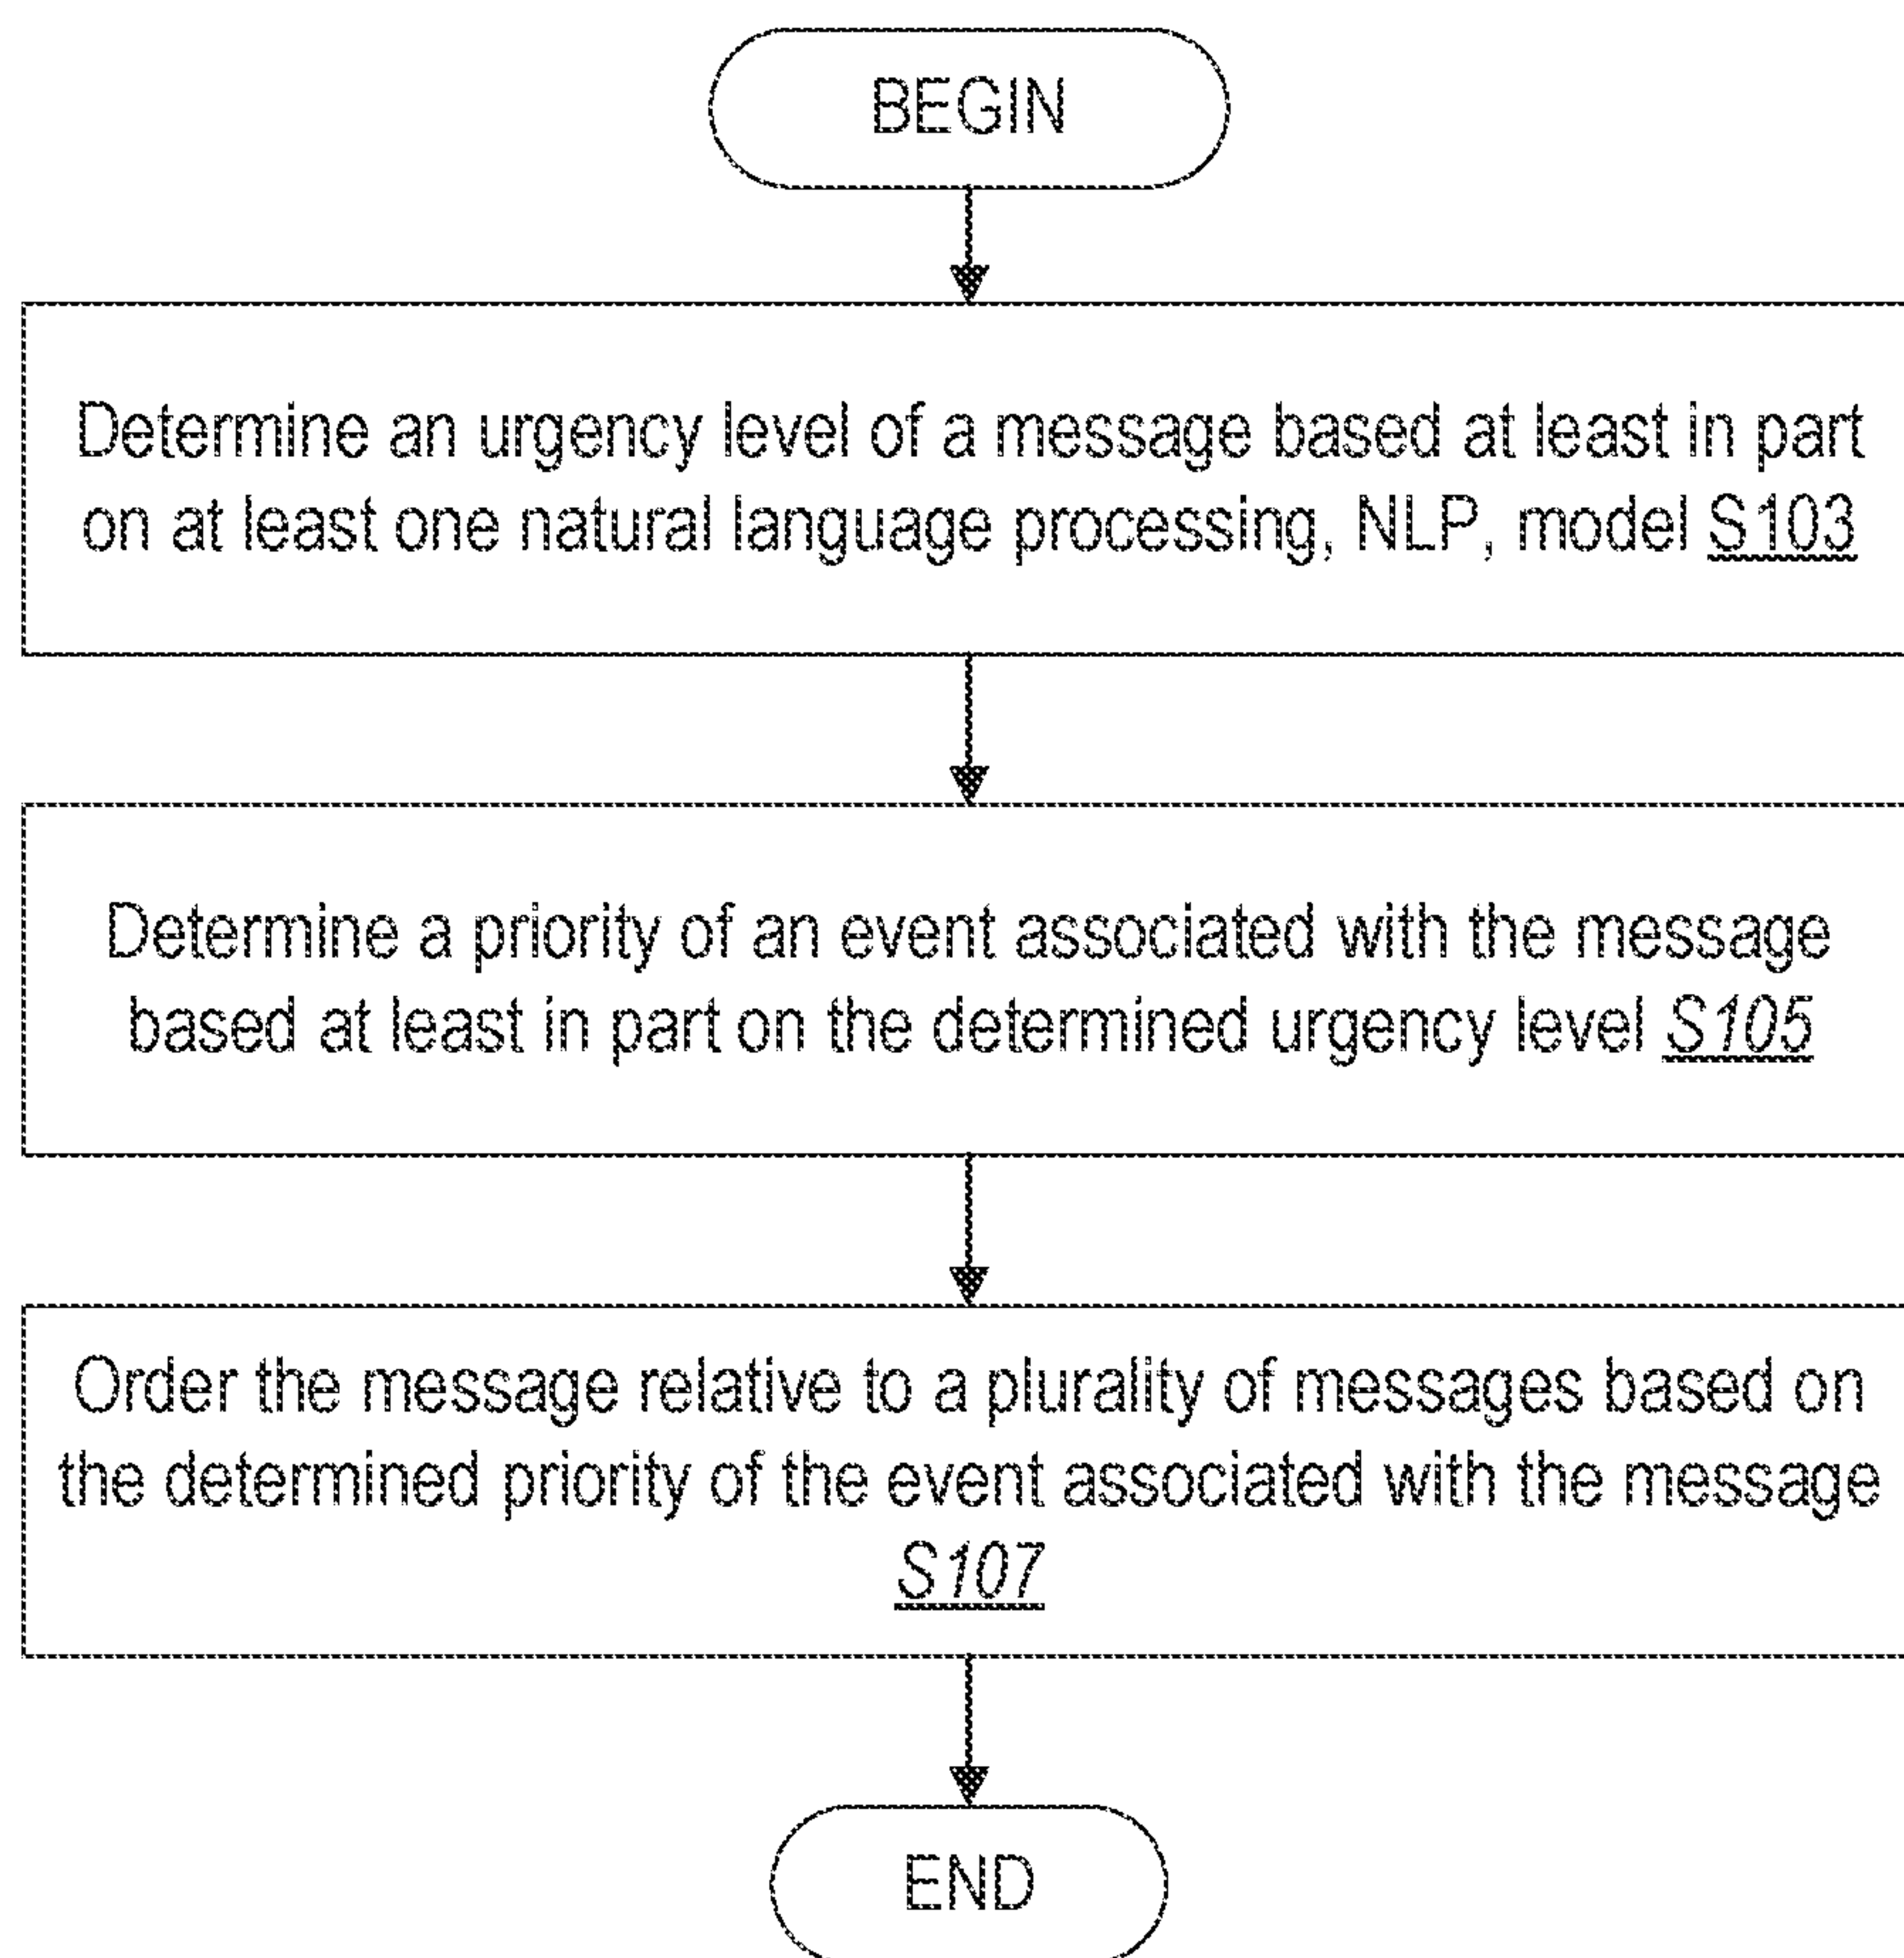 BEGIN
Determine an urgency level of a message based at least in part
on at least one natural language processing, NLP, model S103
Determine a priority of an event associated with the message
based at least in part on the determined urgency level S105
Order the message relative to a plurality of messages based on
the determined priority of the event associated with the message
S107
END